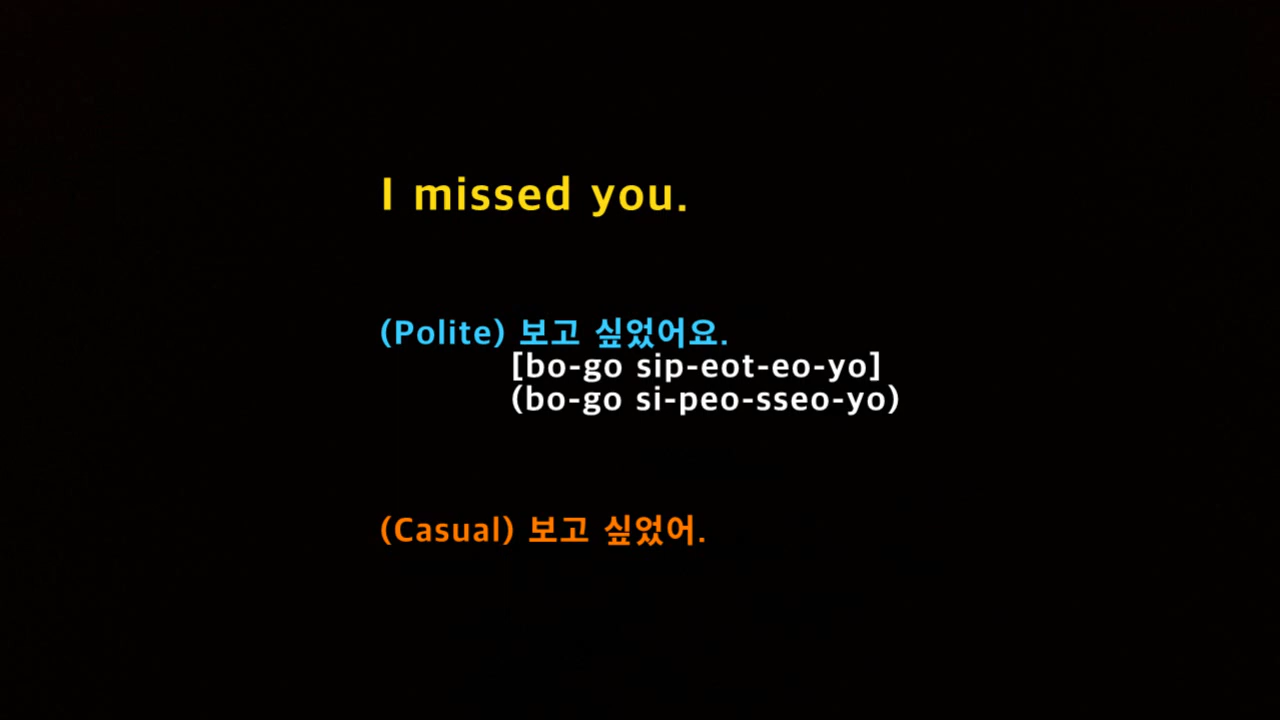 I missed you.
(Polite) 보고 싶었어요.
[bo-go sip-eot-eo-yo]
(bo-go si-peo-sseo-yo)
(Casual) 보고 싶었어.